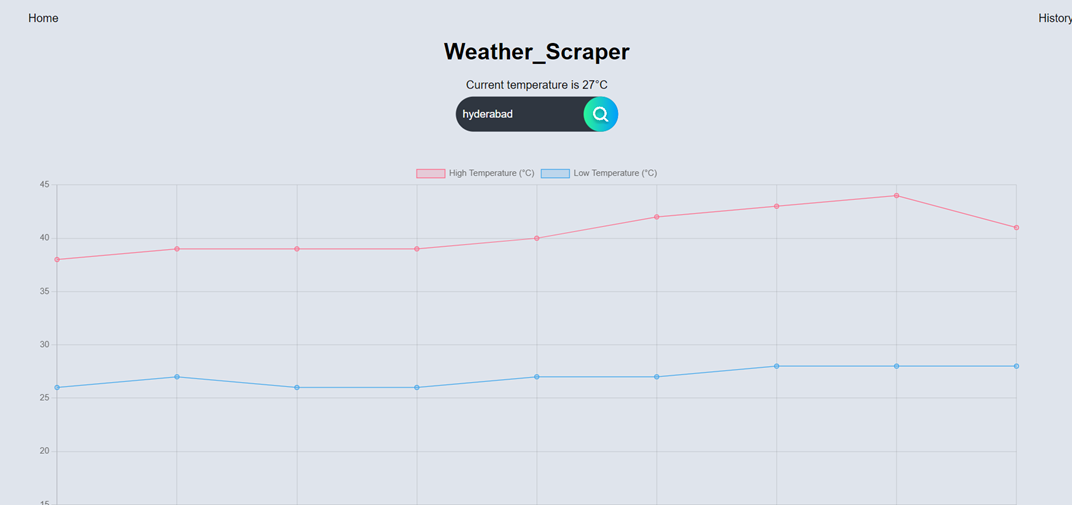 Home History
Weather_Scraper
Current temperature is 27°C
hyderabad
High Temperature (°C) Low Temperature (°C)
45
40
35
30
25
20
15